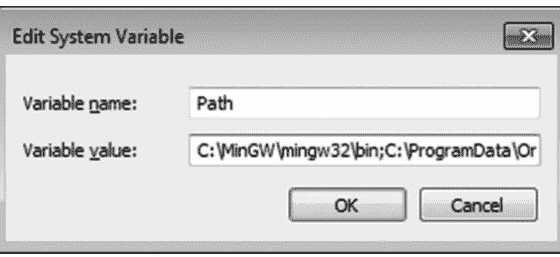 Edit System Variable
Variable name: Path
Variable value: C:\MinGW\mingw32\bin;C:\ProgramData\Or
OK Cancel